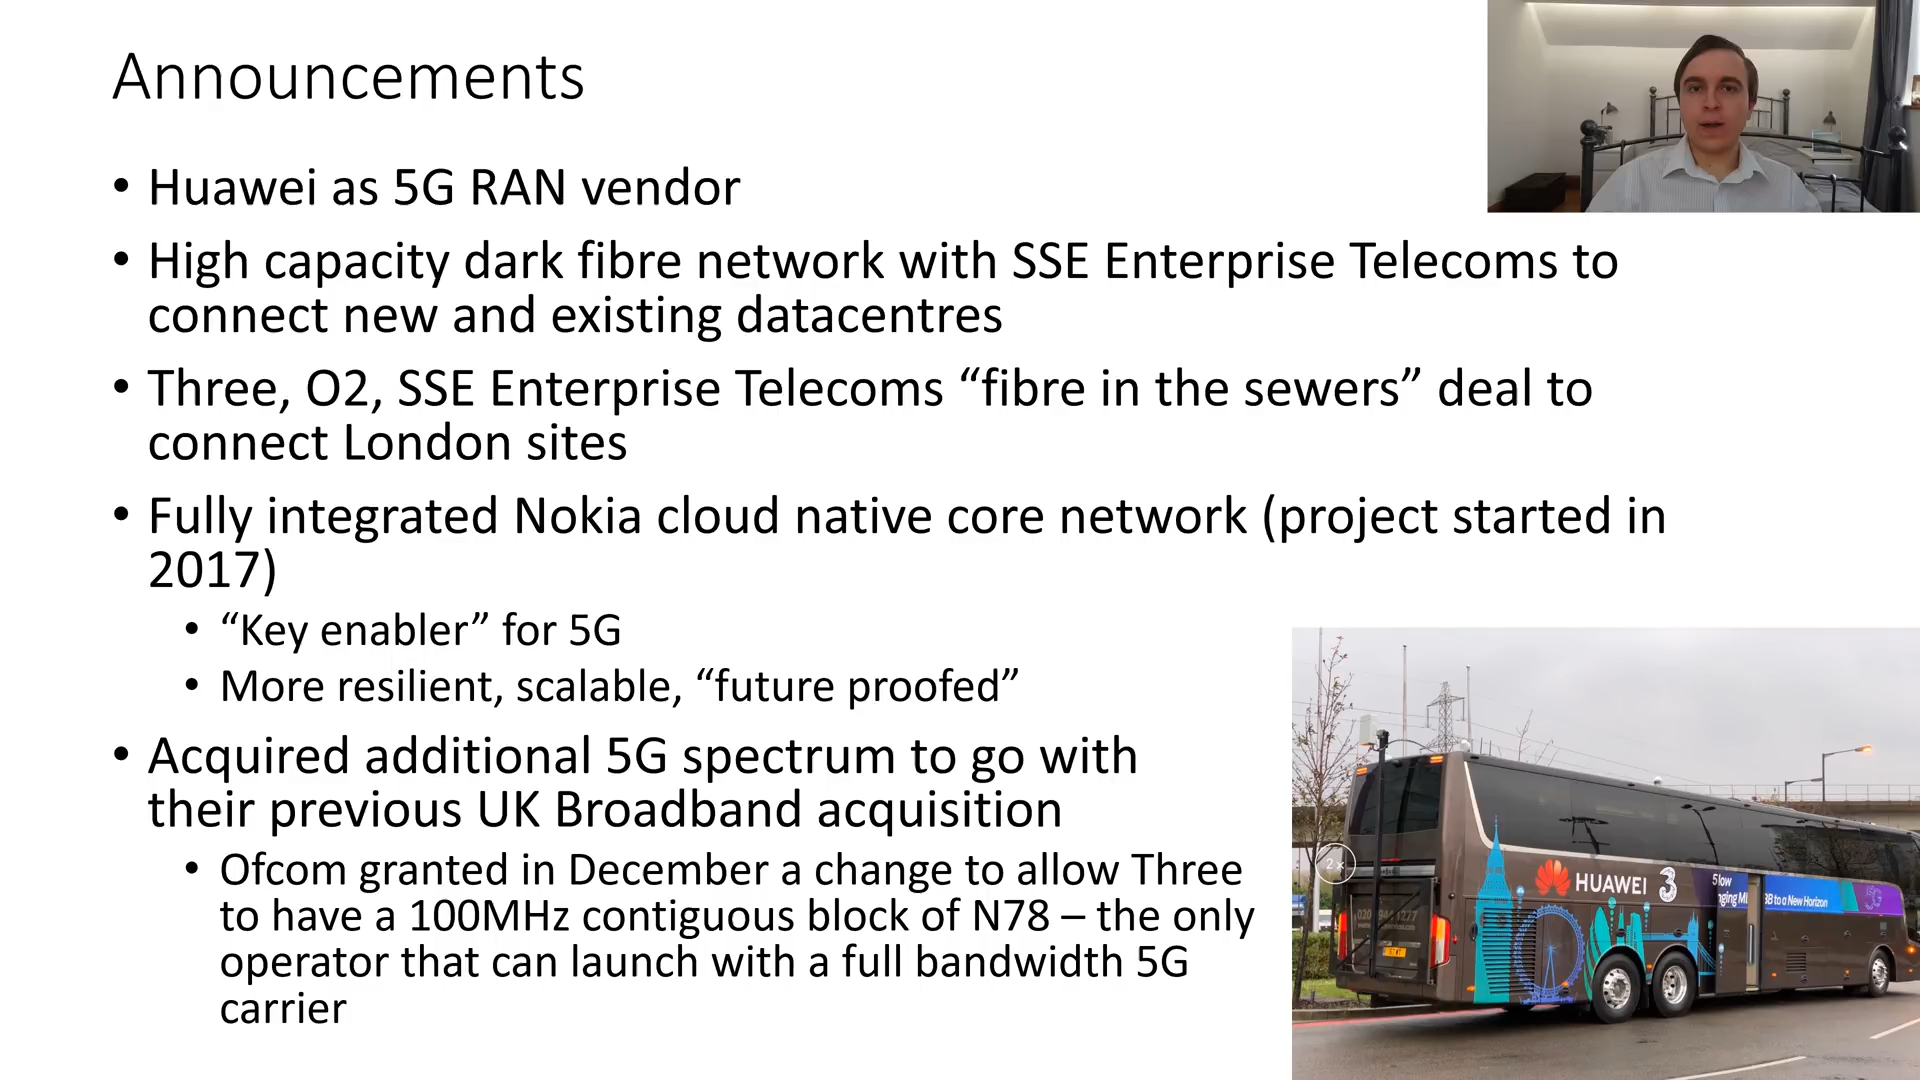 Announcements
• Huawei as 5G RAN vendor
• High capacity dark fibre network with SSE Enterprise Telecoms to
connect new and existing datacentres
• Three, O2, SSE Enterprise Telecoms “fibre in the sewers” deal to
connect London sites
• Fully integrated Nokia cloud native core network (project started in
2017)
• “Key enabler” for 5G
• More resilient, scalable, “future proofed”
• Acquired additional 5G spectrum to go with
their previous UK Broadband acquisition
• Ofcom granted in December a change to allow Three
to have a 100MHz contiguous block of N78 – the only
operator that can launch with a full bandwidth 5G
carrier
2x
HUAWEI 3
to a New Horizon
5G